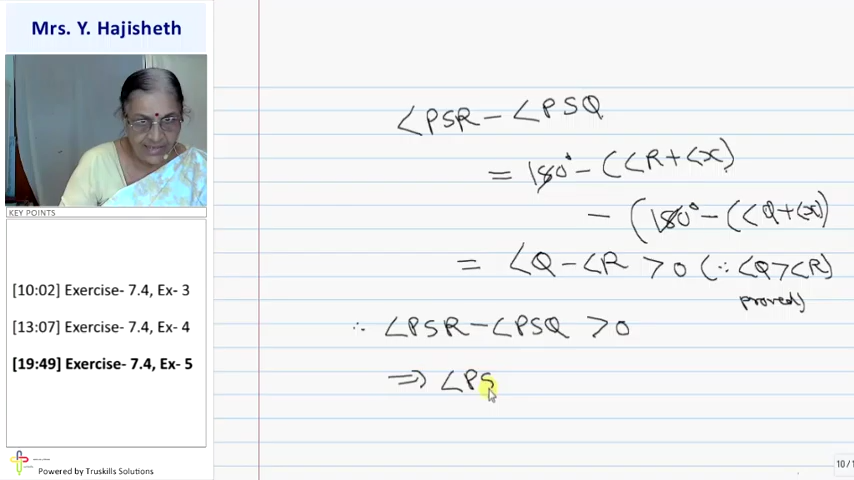 Mrs. Y. Hajisheth
KEY POINTS
[10:02] Exercise- 7.4, Ex- 3
[13:07] Exercise- 7.4, Ex- 4
[19:49] Exercise- 7.4, Ex- 5
Powered by Truskills Solutions
∠PSR - ∠PSQ
= 180° - (∠R + ∠x)
- (180° - (∠Q + ∠x)
= ∠Q - ∠R > 0 (∵ ∠Q > ∠R)
proved)
∴ ∠PSR - ∠PSQ > 0
⇒ ∠PS
10/1